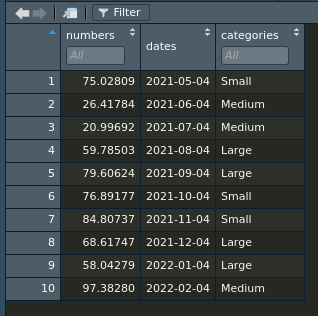 Filter
numbers dates categories
All All
1 75.02809 2021-05-04 Small
2 26.41784 2021-06-04 Medium
3 20.99692 2021-07-04 Medium
4 59.78503 2021-08-04 Large
5 79.60624 2021-09-04 Large
6 76.89177 2021-10-04 Small
7 84.80737 2021-11-04 Small
8 68.61747 2021-12-04 Large
9 58.04279 2022-01-04 Large
10 97.38280 2022-02-04 Medium